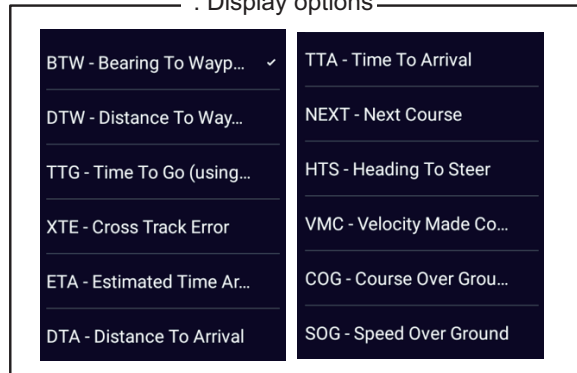 : Display options
BTW - Bearing To Wayp...
DTW - Distance To Way...
TTG - Time To Go (using...
XTE - Cross Track Error
ETA - Estimated Time Ar...
DTA - Distance To Arrival
TTA - Time To Arrival
NEXT - Next Course
HTS - Heading To Steer
VMC - Velocity Made Co...
COG - Course Over Grou...
SOG - Speed Over Ground